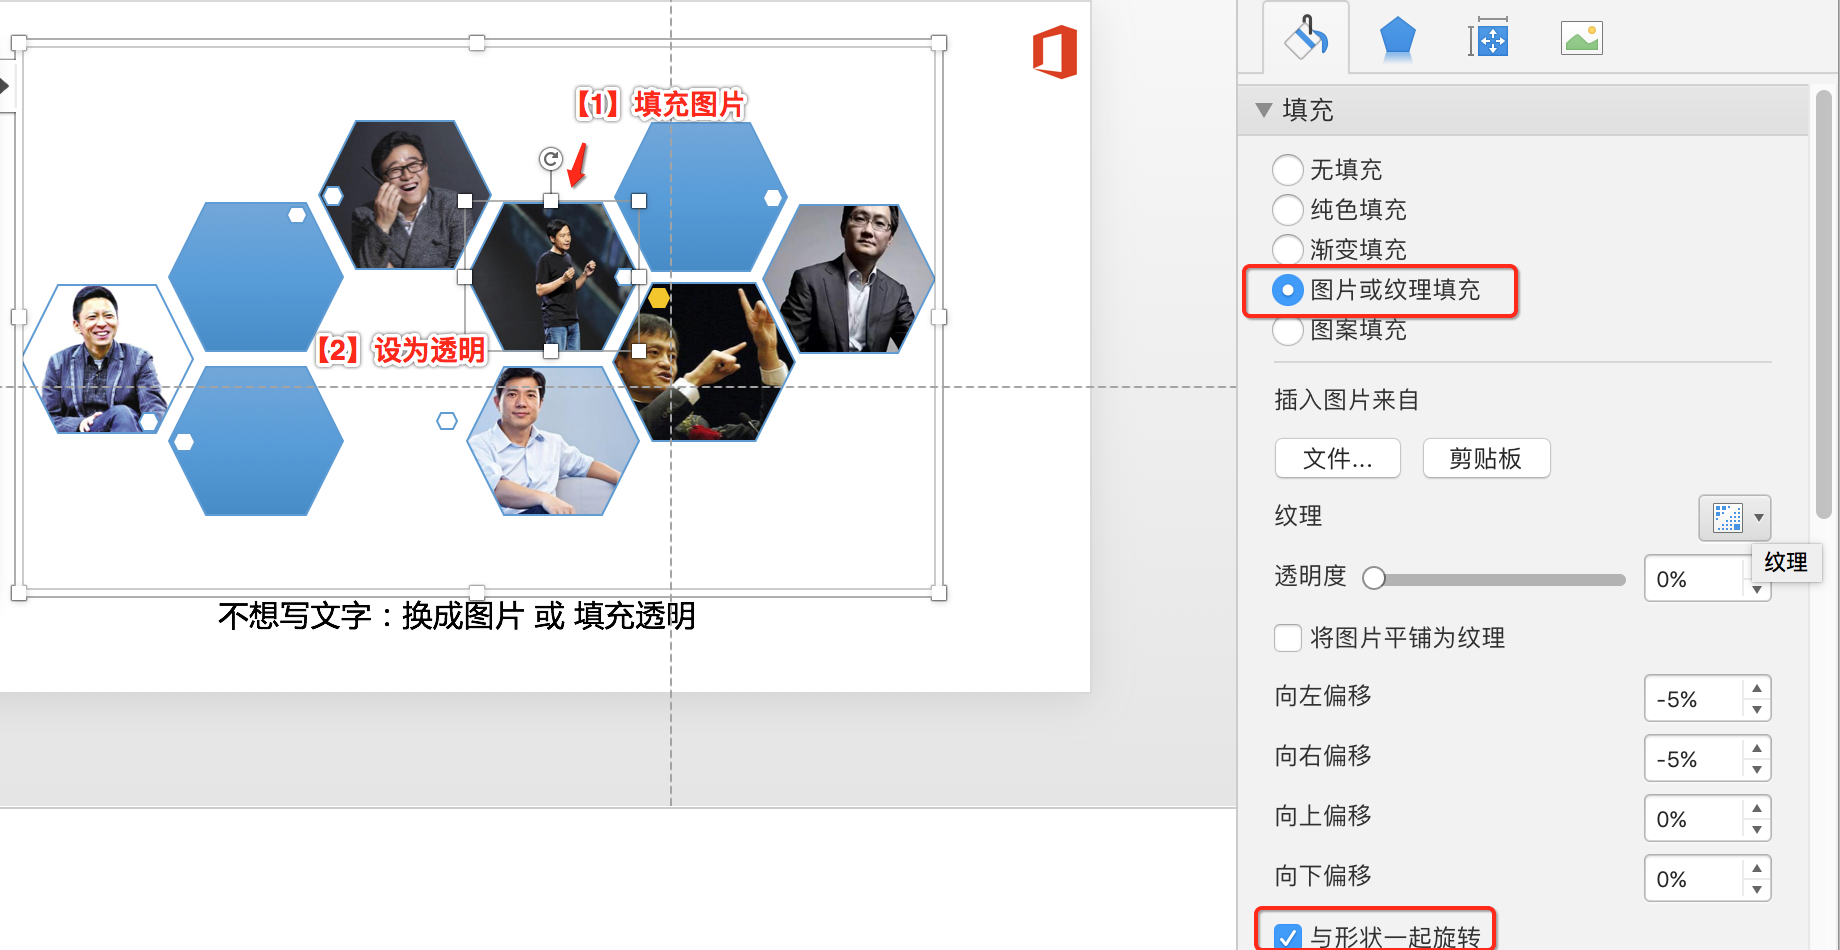 【1】填充图片
【2】设为透明
不想写文字：换成图片 或 填充透明
填充
无填充
纯色填充
渐变填充
图片或纹理填充
图案填充
插入图片来自
文件...
剪贴板
纹理
纹理
透明度
0%
将图片平铺为纹理
向左偏移
-5%
向右偏移
-5%
向上偏移
0%
向下偏移
0%
与形状一起旋转